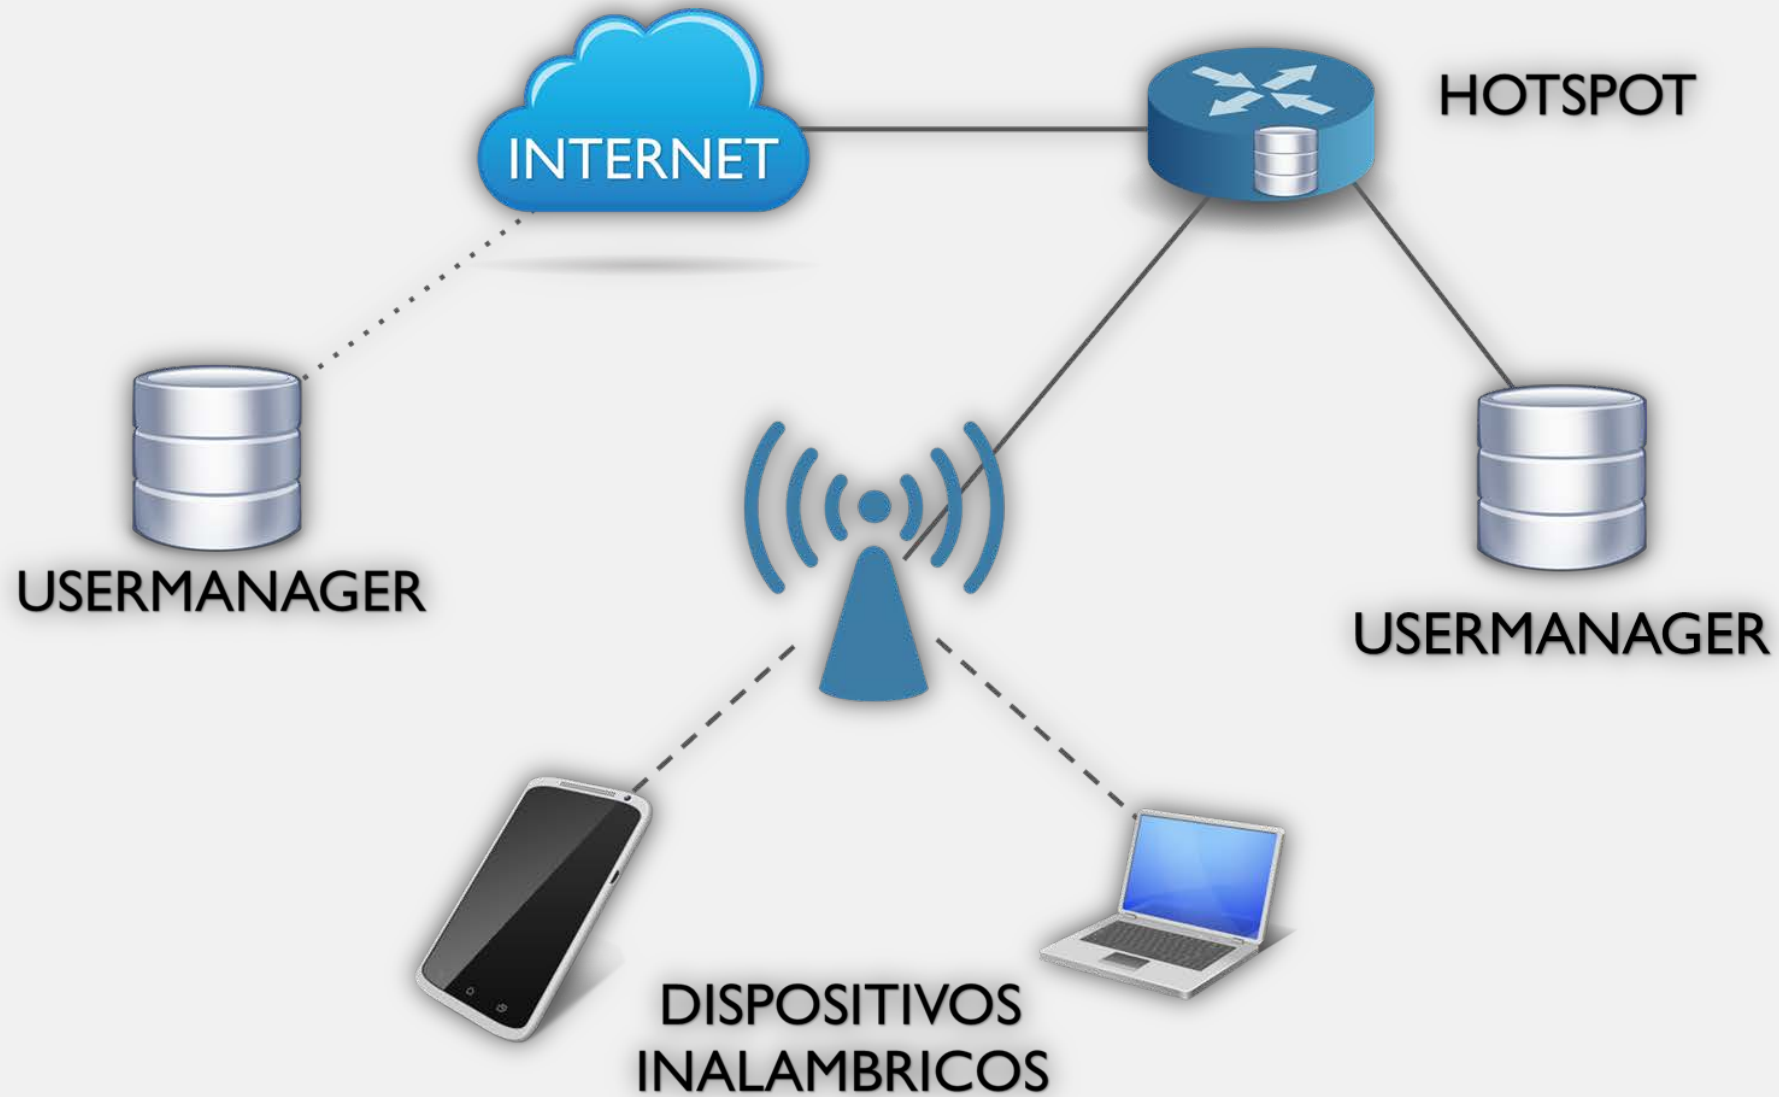 INTERNET
HOTSPOT
USERMANAGER
USERMANAGER
DISPOSITIVOS
INALAMBRICOS